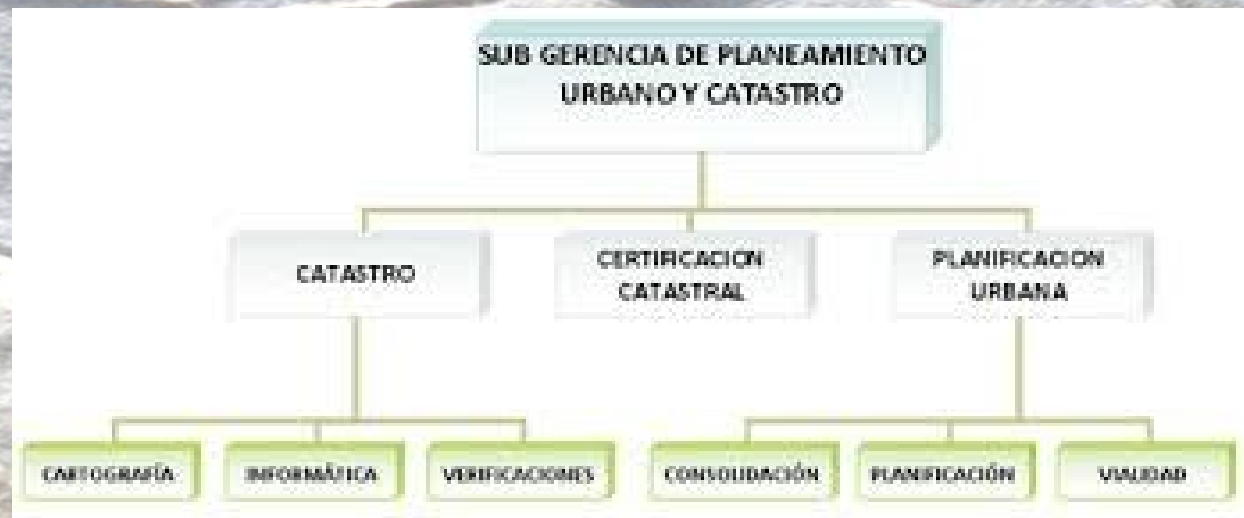 SUB GERENCIA DE PLANEAMIENTO
URBANO Y CATASTRO
CATASTRO
CERTIFICACION
CATASTRAL
PLANIFICACION
URBANA
CARTOGRAFÍA
INFORMÁTICA
VERIFICACIONES
CONSOLIDACIÓN
PLANIFICACIÓN
VIALIDAD